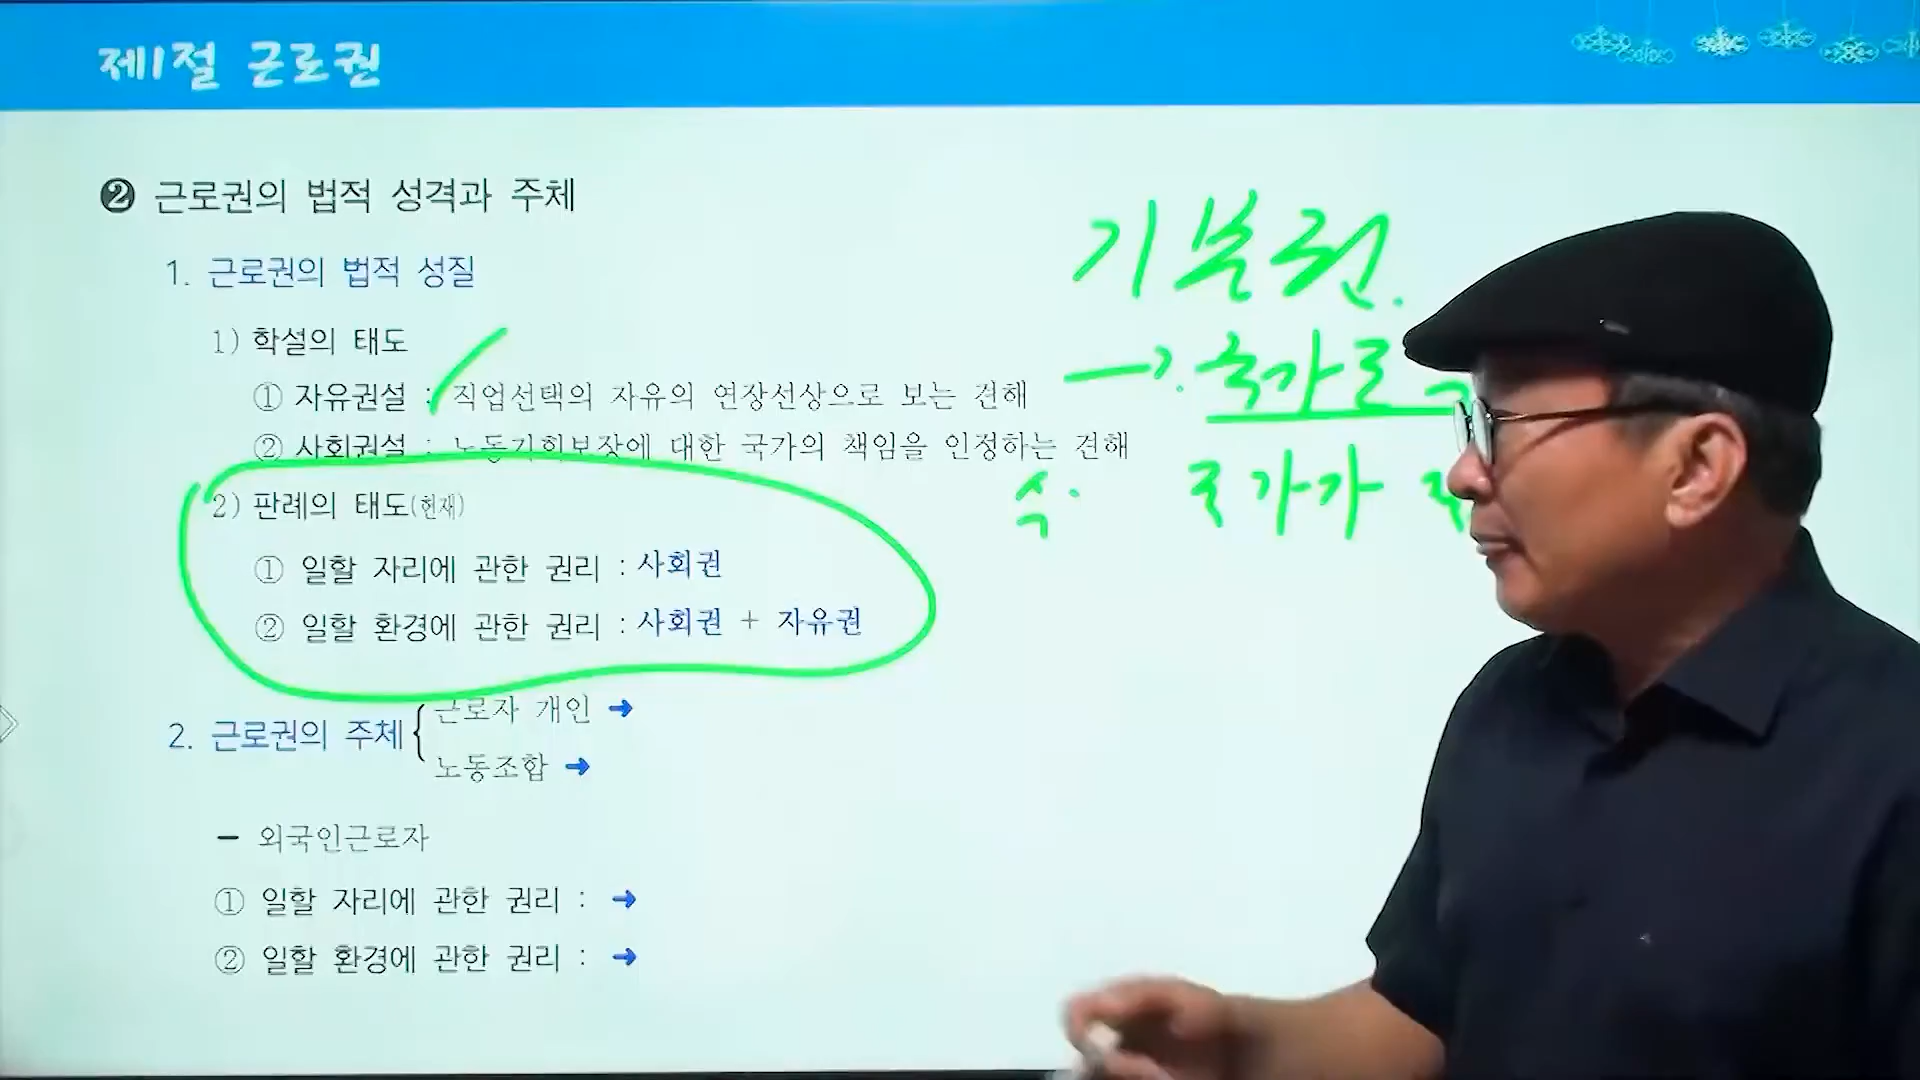 제1절 근로권
❷ 근로권의 법적 성격과 주체
1. 근로권의 법적 성질
1) 학설의 태도
① 자유권설 : 직업선택의 자유의 연장선상으로 보는 견해
② 사회권설 : 노동기회보장에 대한 국가의 책임을 인정하는 견해
2) 판례의 태도(헌재)
① 일할 자리에 관한 권리 : 사회권
② 일할 환경에 관한 권리 : 사회권 + 자유권
2. 근로권의 주체
근로자 개인 ➜
노동조합 ➜
– 외국인근로자
① 일할 자리에 관한 권리 : ➜
② 일할 환경에 관한 권리 : ➜
기본권.
→ 국가로
국가가